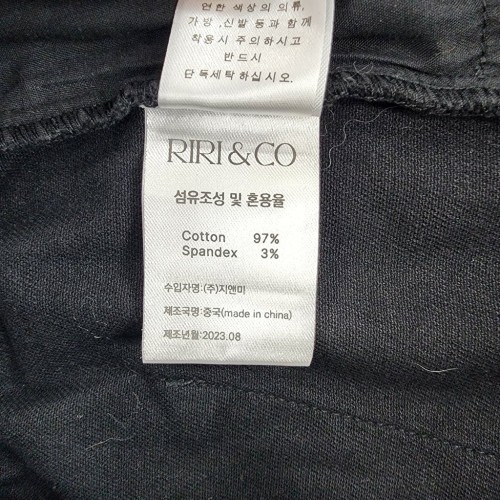 연한 색상의 의류,
가방 ,신발 등과 함께
착용시 주의하시고
반드시
단독세탁하십시오.
RIRI & CO
섬유조성 및 혼용율
Cotton 97%
Spandex 3%
수입자명:(주)지앤미
제조국명:중국(made in china)
제조년월:2023.08